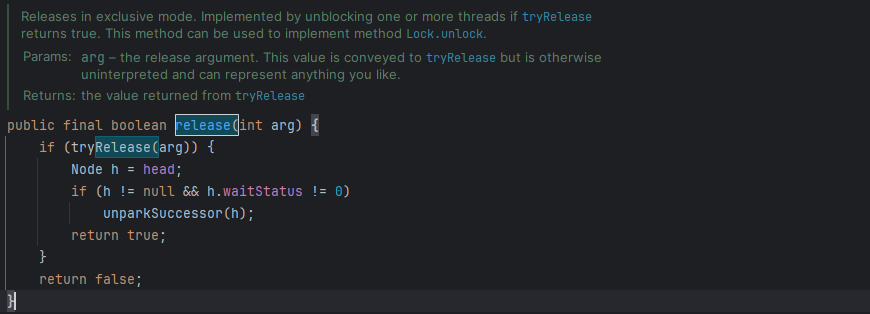 Releases in exclusive mode. Implemented by unblocking one or more threads if tryRelease
returns true. This method can be used to implement method Lock.unlock.
Params: arg – the release argument. This value is conveyed to tryRelease but is otherwise
uninterpreted and can represent anything you like.
Returns: the value returned from tryRelease
public final boolean release(int arg) {
    if (tryRelease(arg)) {
        Node h = head;
        if (h != null && h.waitStatus != 0)
            unparkSuccessor(h);
        return true;
    }
    return false;
}